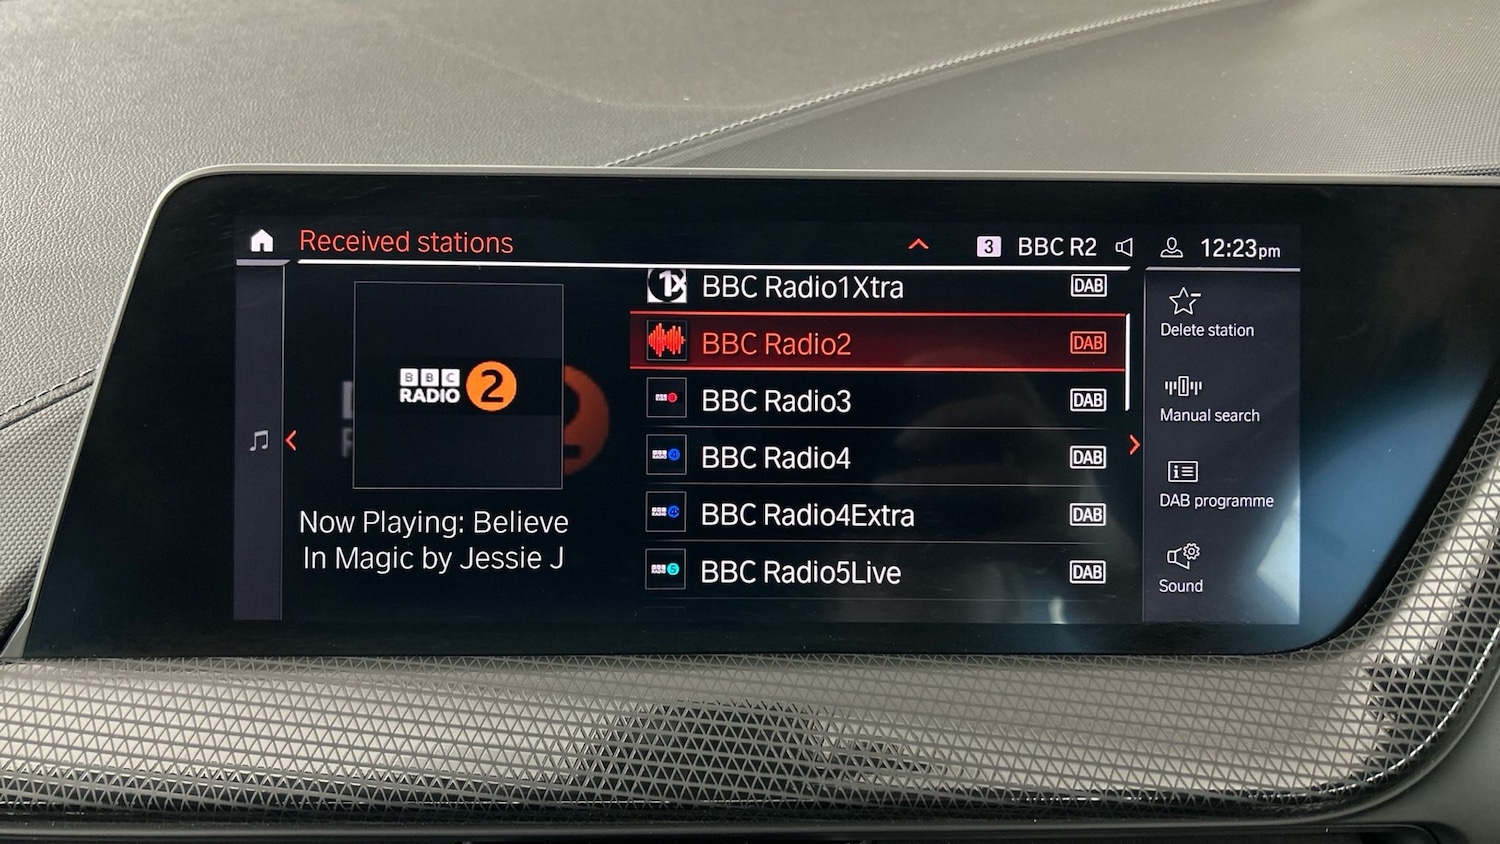 Received stations
3 BBC R2
12:23pm
BBC
RADIO 2
Now Playing: Believe
In Magic by Jessie J
1X BBC Radio1Xtra DAB
BBC Radio2 DAB
BBC Radio3 DAB
BBC Radio4 DAB
BBC Radio4Extra DAB
5 BBC Radio5Live DAB
Delete station
Manual search
DAB programme
Sound